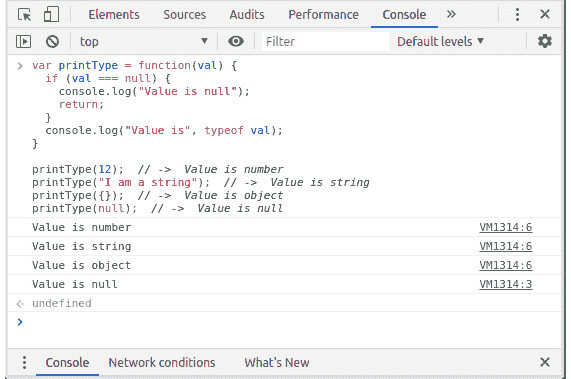 Elements Sources Audits Performance Console »
top ▼ Filter Default levels ▼
> var printType = function(val) {
if (val === null) {
console.log("Value is null");
return;
}
console.log("Value is", typeof val);
}
printType(12);  // ->  Value is number
printType("I am a string");  // ->  Value is string
printType({});  // ->  Value is object
printType(null);  // ->  Value is null
Value is number VM1314:6
Value is string VM1314:6
Value is object VM1314:6
Value is null VM1314:3
undefined
>
Console Network conditions What's New